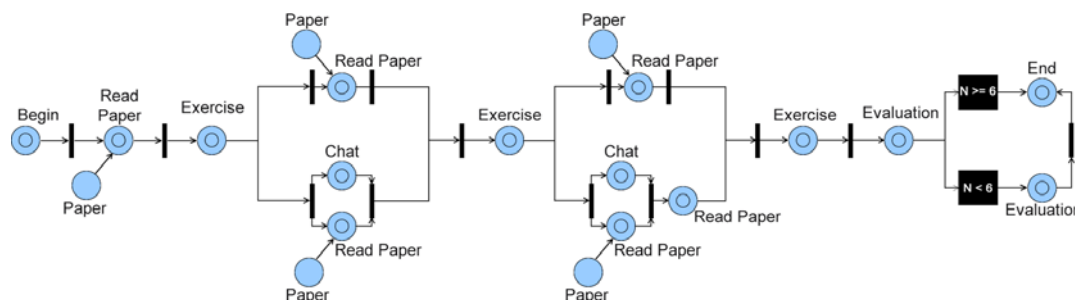 Begin
Read
Paper
Paper
Exercise
Paper
Read Paper
Chat
Read Paper
Paper
Exercise
Paper
Read Paper
Chat
Read Paper
Read Paper
Paper
Exercise
Evaluation
N >= 6
End
N < 6
Evaluation